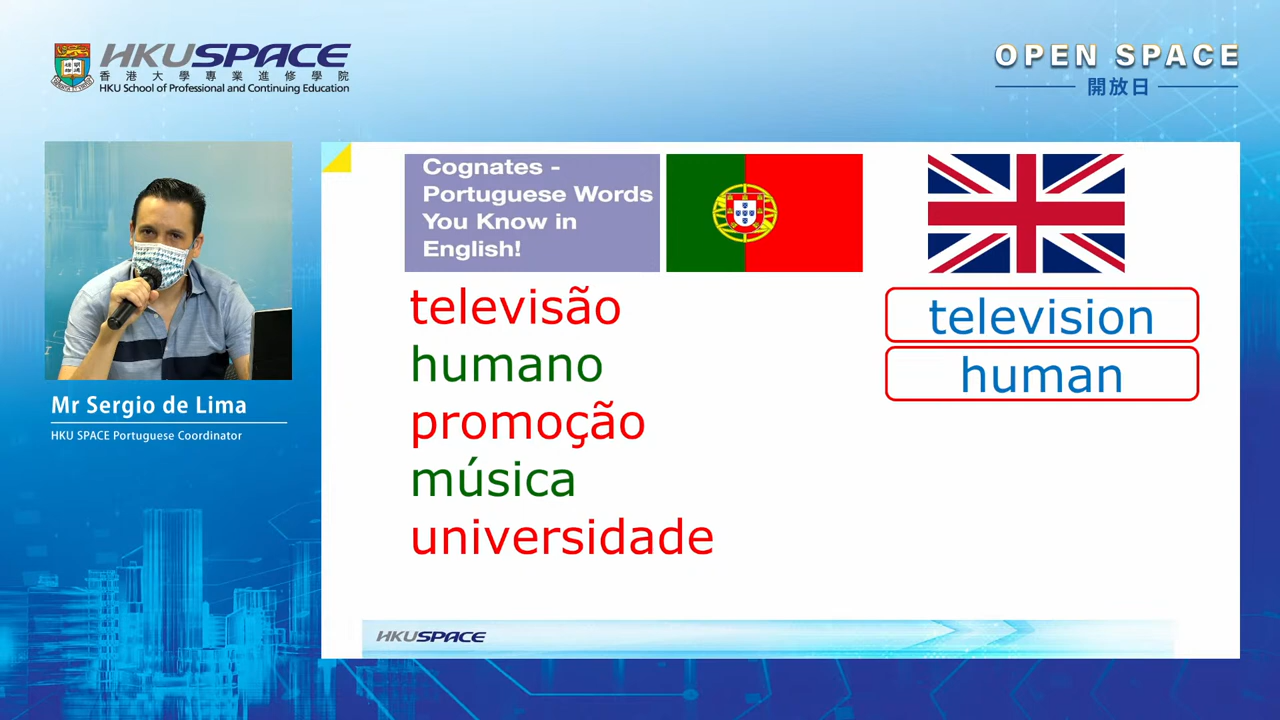 HKUSPACE
香港大學專業進修學院
HKU School of Professional and Continuing Education
OPEN SPACE
開放日
Cognates -
Portuguese Words
You Know in
English!
televisão
humano
promoção
música
universidade
television
human
Mr Sergio de Lima
HKU SPACE Portuguese Coordinator
HKUSPACE